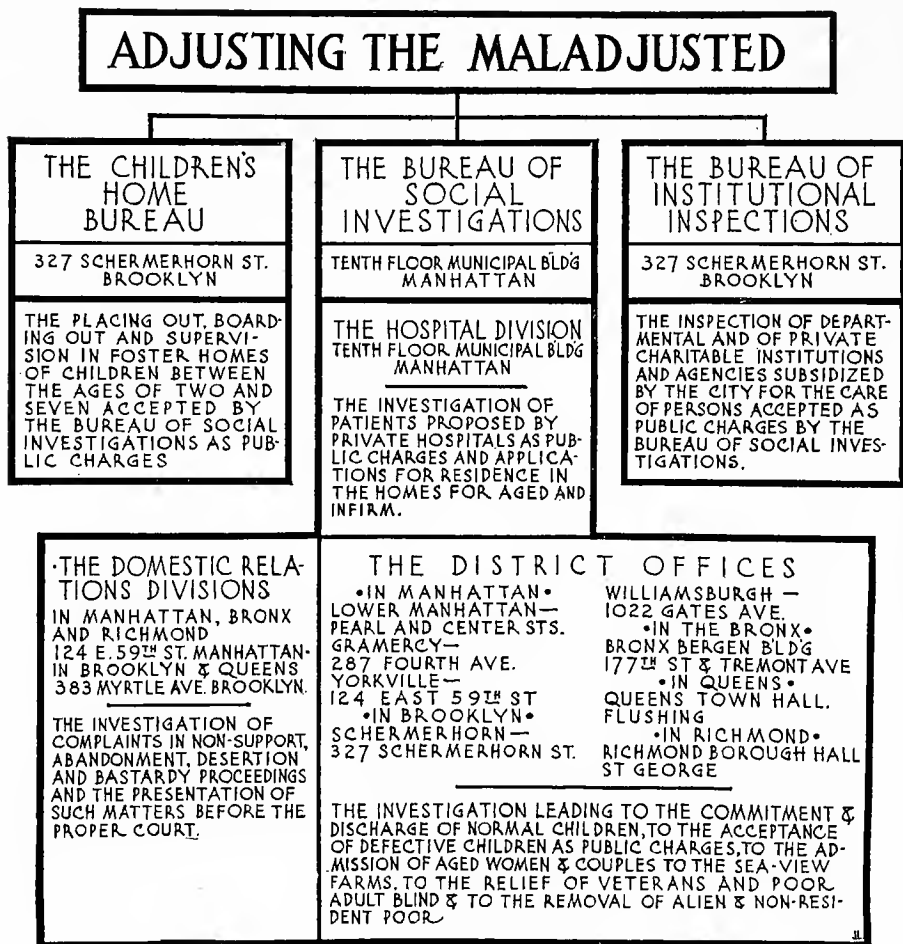 ADJUSTING THE MALADJUSTED
THE CHILDREN'S
HOME
BUREAU
327 SCHERMERHORN ST.
BROOKLYN
THE PLACING OUT, BOARD-
ING OUT AND SUPERVI-
SION IN FOSTER HOMES
OF CHILDREN BETWEEN
THE AGES OF TWO AND
SEVEN ACCEPTED BY
THE BUREAU OF SOCIAL
INVESTIGATIONS AS PUB-
LIC CHARGES
THE BUREAU OF
SOCIAL
INVESTIGATIONS
TENTH FLOOR MUNICIPAL B'LD'G
MANHATTAN
THE HOSPITAL DIVISION
TENTH FLOOR MUNICIPAL B'LD'G
MANHATTAN
THE INVESTIGATION OF
PATIENTS PROPOSED BY
PRIVATE HOSPITALS AS PUB-
LIC CHARGES AND APPLICA-
TIONS FOR RESIDENCE IN
THE HOMES FOR AGED AND
INFIRM.
THE BUREAU OF
INSTITUTIONAL
INSPECTIONS
327 SCHERMERHORN ST.
BROOKLYN
THE INSPECTION OF DEPART-
MENTAL AND OF PRIVATE
CHARITABLE INSTITUTIONS
AND AGENCIES SUBSIDIZED
BY THE CITY FOR THE CARE
OF PERSONS ACCEPTED AS
PUBLIC CHARGES BY THE
BUREAU OF SOCIAL INVES-
TIGATIONS.
•THE DOMESTIC RELA-
TIONS DIVISIONS
IN MANHATTAN, BRONX
AND RICHMOND
124 E. 59TH ST. MANHATTAN-
IN BROOKLYN & QUEENS
383 MYRTLE AVE. BROOKLYN.
THE INVESTIGATION OF
COMPLAINTS IN NON-SUPPORT,
ABANDONMENT, DESERTION
AND BASTARDY PROCEEDINGS
AND THE PRESENTATION OF
SUCH MATTERS BEFORE THE
PROPER COURT.
THE DISTRICT OFFICES
•IN MANHATTAN•
LOWER MANHATTAN—
PEARL AND CENTER STS.
GRAMERCY—
287 FOURTH AVE.
YORKVILLE—
124 EAST 59TH ST
•IN BROOKLYN•
SCHERMERHORN—
327 SCHERMERHORN ST.
WILLIAMSBURGH —
1022 GATES AVE.
•IN THE BRONX•
BRONX BERGEN B'LD'G
177TH ST & TREMONT AVE
•IN QUEENS•
QUEENS TOWN HALL.
FLUSHING
•IN RICHMOND•
RICHMOND BOROUGH HALL
ST GEORGE
THE INVESTIGATION LEADING TO THE COMMITMENT &
DISCHARGE OF NORMAL CHILDREN, TO THE ACCEPTANCE
OF DEFECTIVE CHILDREN AS PUBLIC CHARGES, TO THE AD-
MISSION OF AGED WOMEN & COUPLES TO THE SEA-VIEW
FARMS, TO THE RELIEF OF VETERANS AND POOR
ADULT BLIND & TO THE REMOVAL OF ALIEN & NON-RESI-
DENT POOR